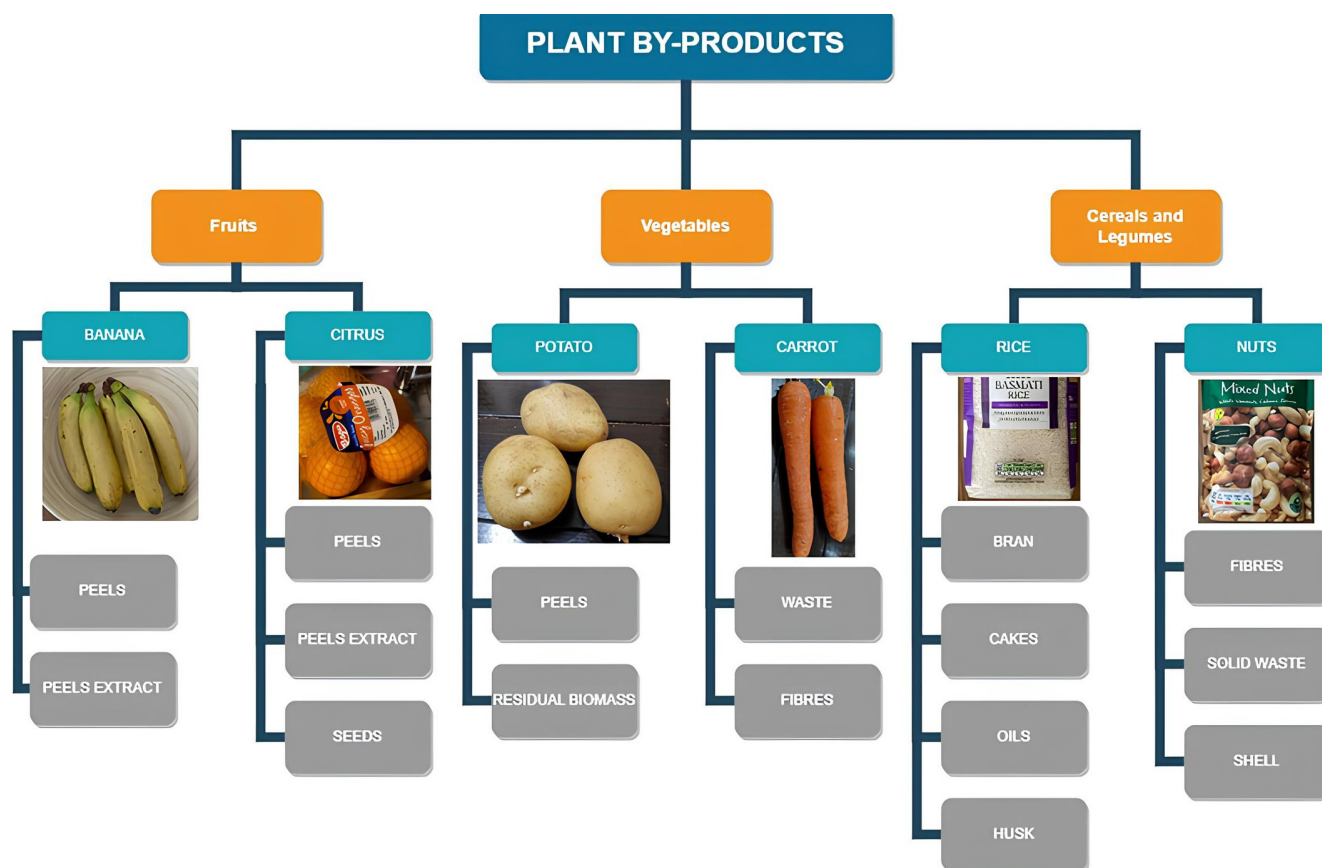 PLANT BY-PRODUCTS
Fruits
Vegetables
Cereals and
Legumes
BANANA
CITRUS
POTATO
CARROT
RICE
NUTS
BASMATI
RICE
Mixed Nuts
PEELS
PEELS EXTRACT
PEELS
PEELS EXTRACT
SEEDS
PEELS
RESIDUAL BIOMASS
WASTE
FIBRES
BRAN
CAKES
OILS
HUSK
FIBRES
SOLID WASTE
SHELL